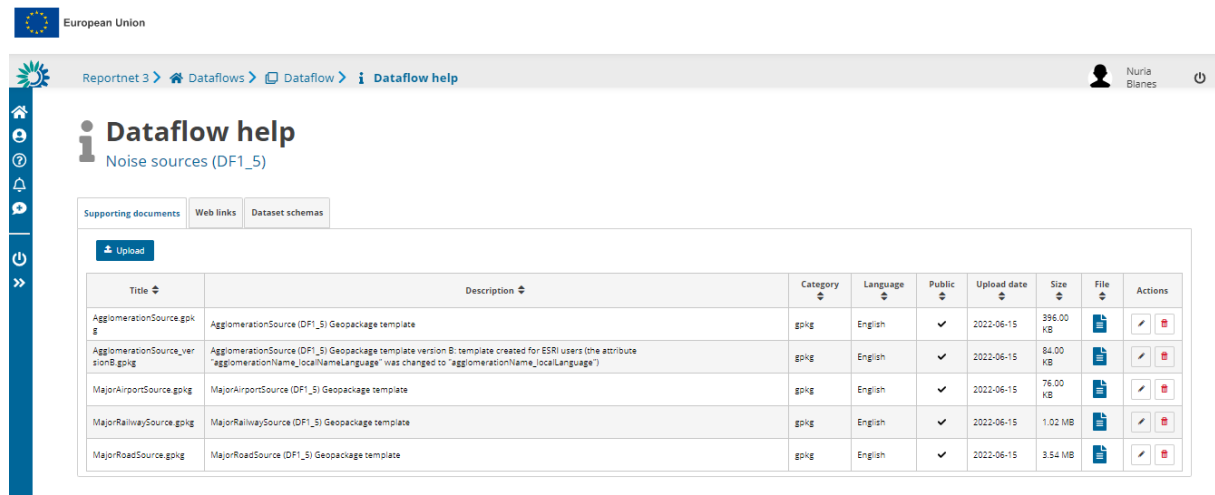 European Union
Reportnet 3 Dataflows Dataflow Dataflow help
Nuria
Blanes
Dataflow help
Noise sources (DF1_5)
Supporting documents Web links Dataset schemas
Upload
Title Description Category Language Public Upload date Size File Actions
AgglomerationSource.gpk
g AgglomerationSource (DF1_5) Geopackage template gpkg English 2022-06-15 396.00
KB
AgglomerationSource_ver
sionB.gpkg AgglomerationSource (DF1_5) Geopackage template version B: template created for ESRI users (the attribute
"agglomerationName_localNameLanguage" was changed to "agglomerationName_localLanguage") gpkg English 2022-06-15 84.00
KB
MajorAirportSource.gpkg MajorAirportSource (DF1_5) Geopackage template gpkg English 2022-06-15 76.00
KB
MajorRailwaySource.gpkg MajorRailwaySource (DF1_5) Geopackage template gpkg English 2022-06-15 1.02 MB
MajorRoadSource.gpkg MajorRoadSource (DF1_5) Geopackage template gpkg English 2022-06-15 3.54 MB